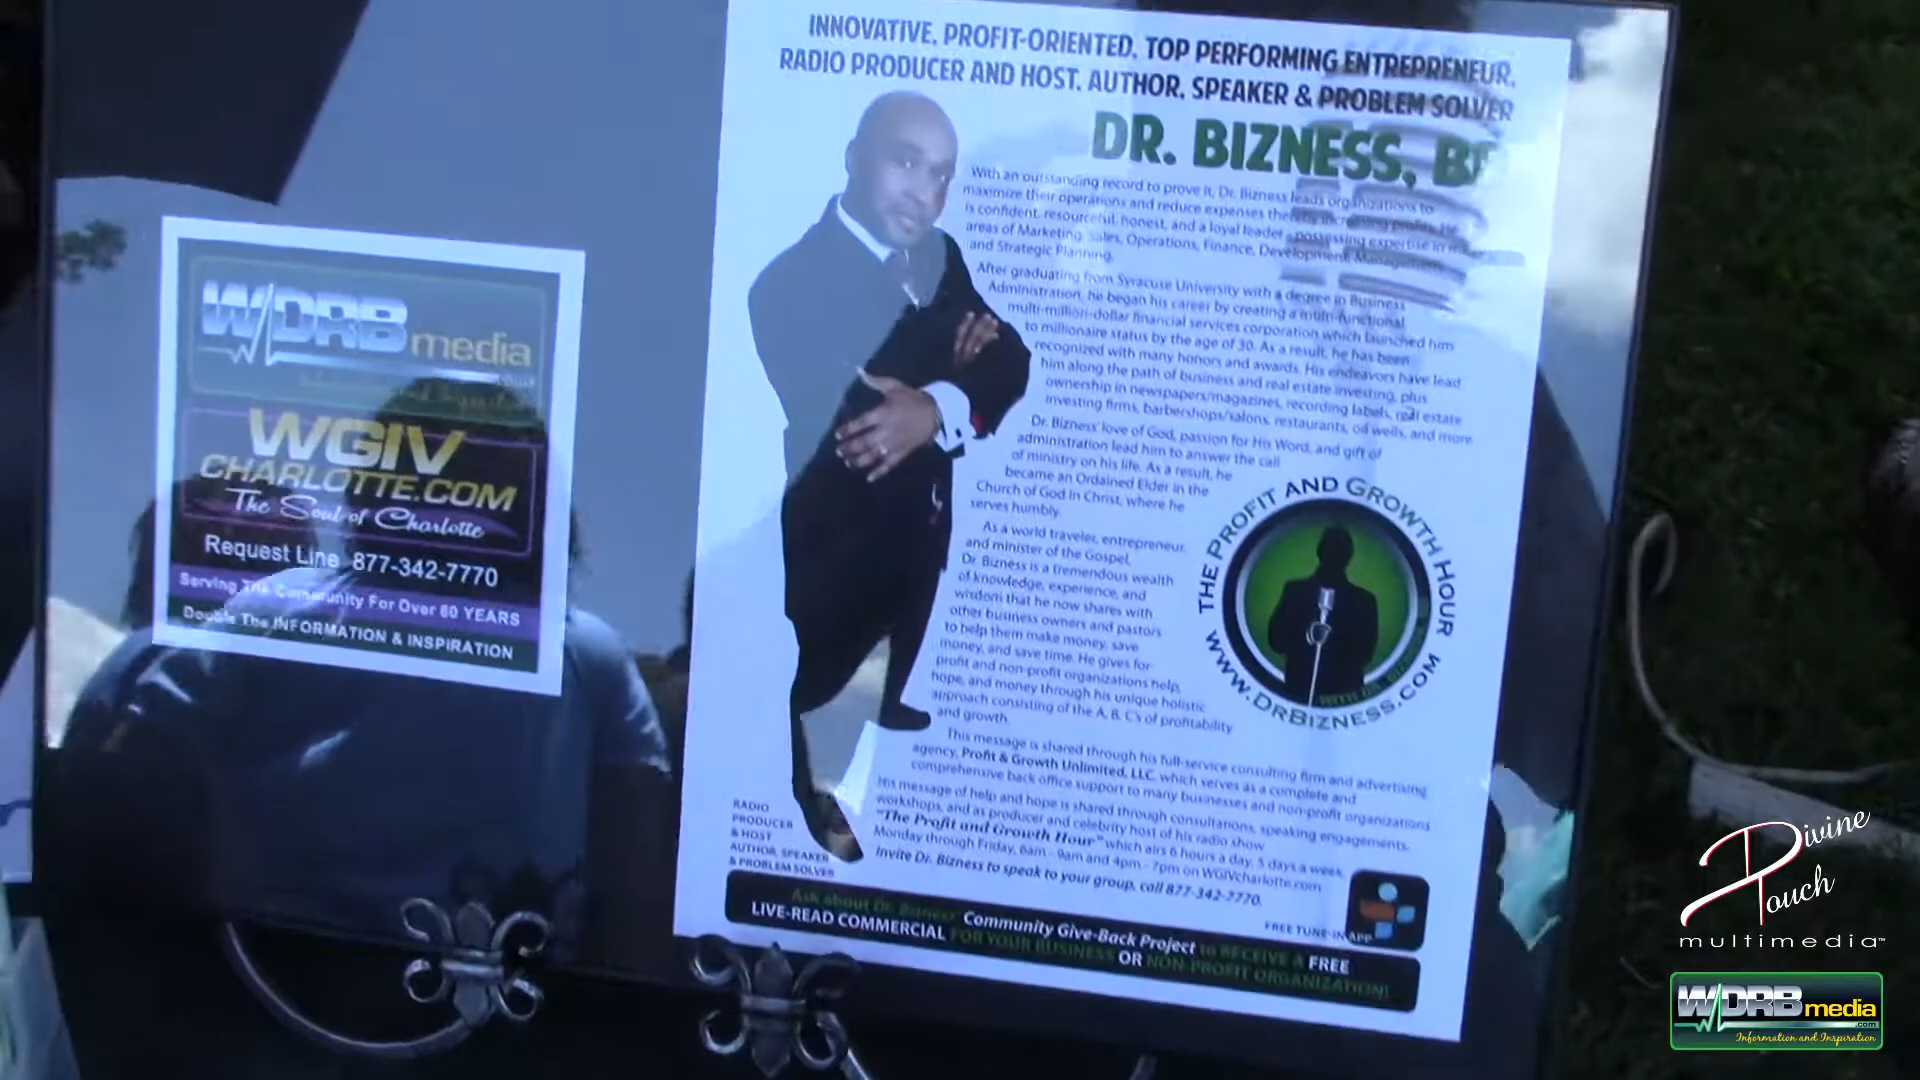 INNOVATIVE, PROFIT-ORIENTED, TOP PERFORMING ENTREPRENEUR,
RADIO PRODUCER AND HOST, AUTHOR, SPEAKER & PROBLEM SOLVER
DR. BIZNESS,
With an outstanding record to prove it, Dr. Bizness leads organizations to
maximize their operations and reduce expenses thereby increasing profits. He
is confident, resourceful, honest, and a loyal leader possessing expertise in
areas of Marketing, Sales, Operations, Finance, Development, Management,
and Strategic Planning.
After graduating from Syracuse University with a degree in Business
Administration, he began his career by creating a multi-functional,
multi-million-dollar financial services corporation which launched him
to millionaire status by the age of 30. As a result, he has been
recognized with many honors and awards. His endeavors have lead
him along the path of business and real estate investing, plus
ownership in newspapers/magazines, recording labels, real estate
investing firms, barbershops/salons, restaurants, oil wells, and more
Dr. Bizness' love of God, passion for His Word, and gift of
administration lead him to answer the call
of ministry on his life. As a result, he
became an Ordained Elder in the
Church of God In Christ, where he
serves humbly.
As a world traveler, entrepreneur,
and minister of the Gospel,
Dr. Bizness is a tremendous wealth
of knowledge, experience, and
wisdom that he now shares with
other business owners and pastors
to help them make money, save
money, and save time. He gives for-
profit and non-profit organizations help,
hope, and money through his unique holistic
approach consisting of the A, B, C's of profitability
and growth.
This message is shared through his full-service consulting firm and advertising
agency, Profit & Growth Unlimited, LLC, which serves as a complete and
comprehensive back office support to many businesses and non-profit organizations
His message of help and hope is shared through consultations, speaking engagements,
workshops, and as producer and celebrity host of his radio show
"The Profit and Growth Hour" which airs 6 hours a day, 5 days a week,
Monday through Friday, 6am - 9am and 4pm - 7pm on WGIVcharlotte.com
Invite Dr. Bizness to speak to your group, call 877-342-7770.
THE PROFIT AND GROWTH HOUR
WWW.DRBIZNESS.COM
RADIO
PRODUCER
& HOST
AUTHOR, SPEAKER
& PROBLEM SOLVER
FREE TUNE-IN APP
Ask about Dr. Bizness' Community Give-Back Project to RECEIVE A FREE
LIVE-READ COMMERCIAL FOR YOUR BUSINESS OR NON-PROFIT ORGANIZATION!
WDRB media
WGIV
CHARLOTTE.COM
The Soul of Charlotte
Request Line 877-342-7770
Serving The Community For Over 60 YEARS
Double The INFORMATION & INSPIRATION
Divine
Touch
multimedia™
WDRB media
.com
Information and Inspiration